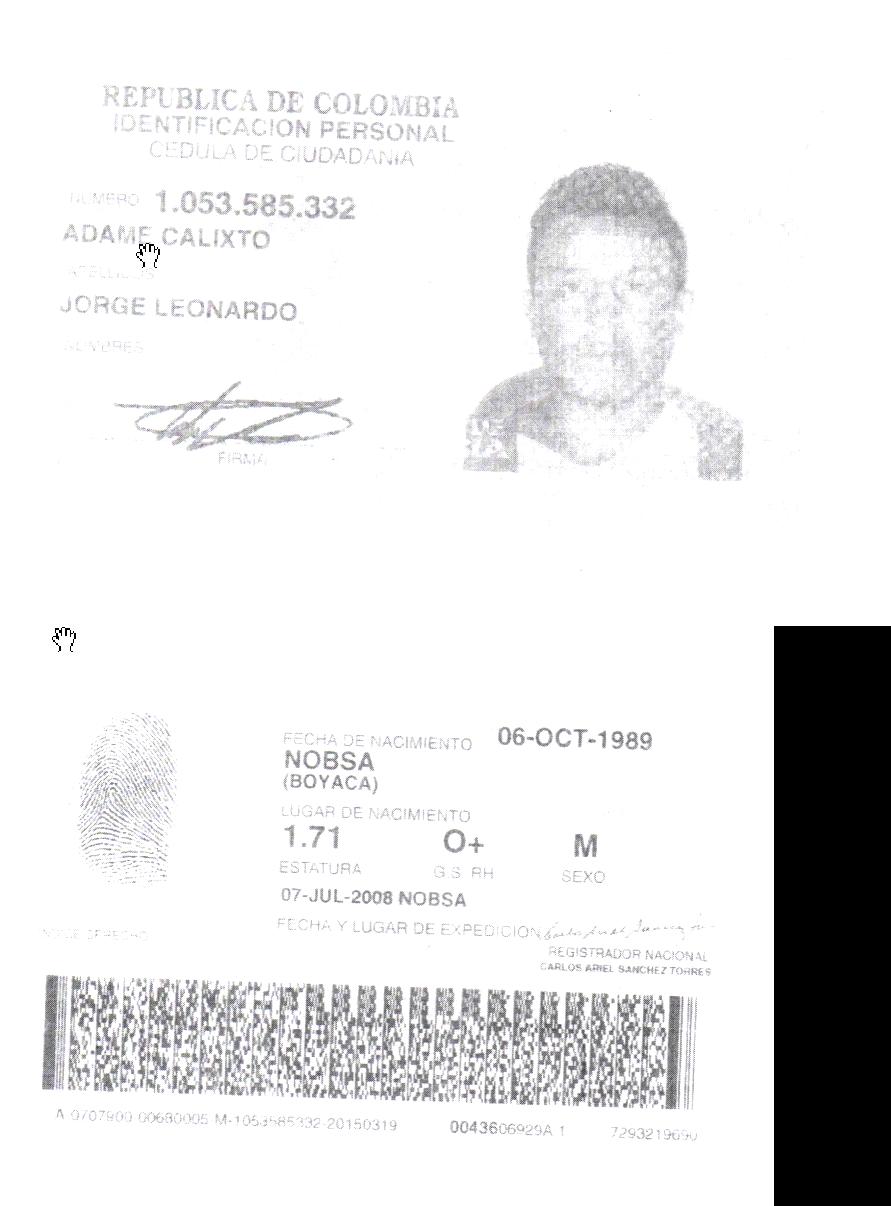 REPUBLICA DE COLOMBIA
IDENTIFICACION PERSONAL
CEDULA DE CIUDADANIA
NUMERO 1.053.585.332
ADAME CALIXTO
APELLIDOS
JORGE LEONARDO
NOMBRES
FIRMA
FECHA DE NACIMIENTO 06-OCT-1989
NOBSA
(BOYACA)
LUGAR DE NACIMIENTO
1.71 O+ M
ESTATURA G.S. RH SEXO
07-JUL-2008 NOBSA
FECHA Y LUGAR DE EXPEDICION
INDICE DERECHO
REGISTRADOR NACIONAL
CARLOS ARIEL SANCHEZ TORRES
A-0707900-00680005-M-1053585332-20150319 0043606929A 1 7293219690